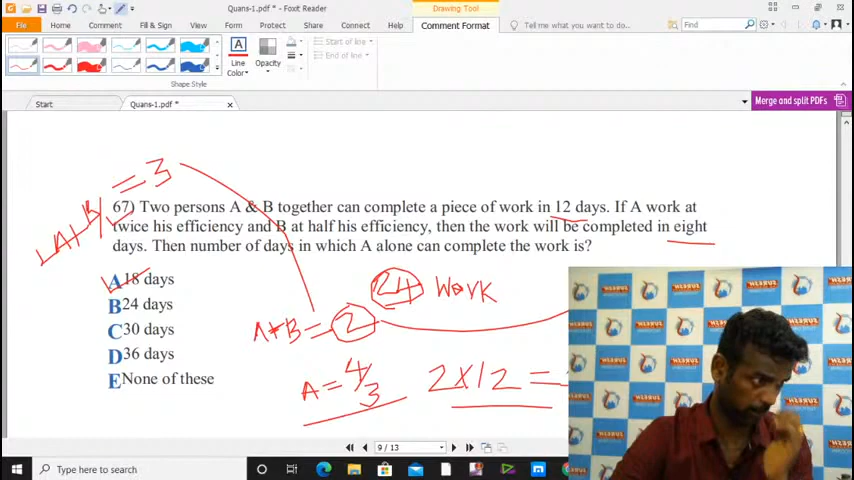 Quans-1.pdf * - Foxit Reader
Drawing Tool
File
Home
Comment
Fill & Sign
View
Form
Protect
Share
Connect
Help
Comment Format
Tell me what you want to do...
Find
Line Color
Opacity
Start of line
End of line
Shape Style
Start
Quans-1.pdf *
Merge and split PDFs
= 3
67) Two persons A & B together can complete a piece of work in 12 days. If A work at
twice his efficiency and B at half his efficiency, then the work will be completed in eight
days. Then number of days in which A alone can complete the work is?
A 18 days
B 24 days
C 30 days
D 36 days
E None of these
24 Work
A+B = 2
A = 4/3
2 X 12 =
9 / 13
Type here to search